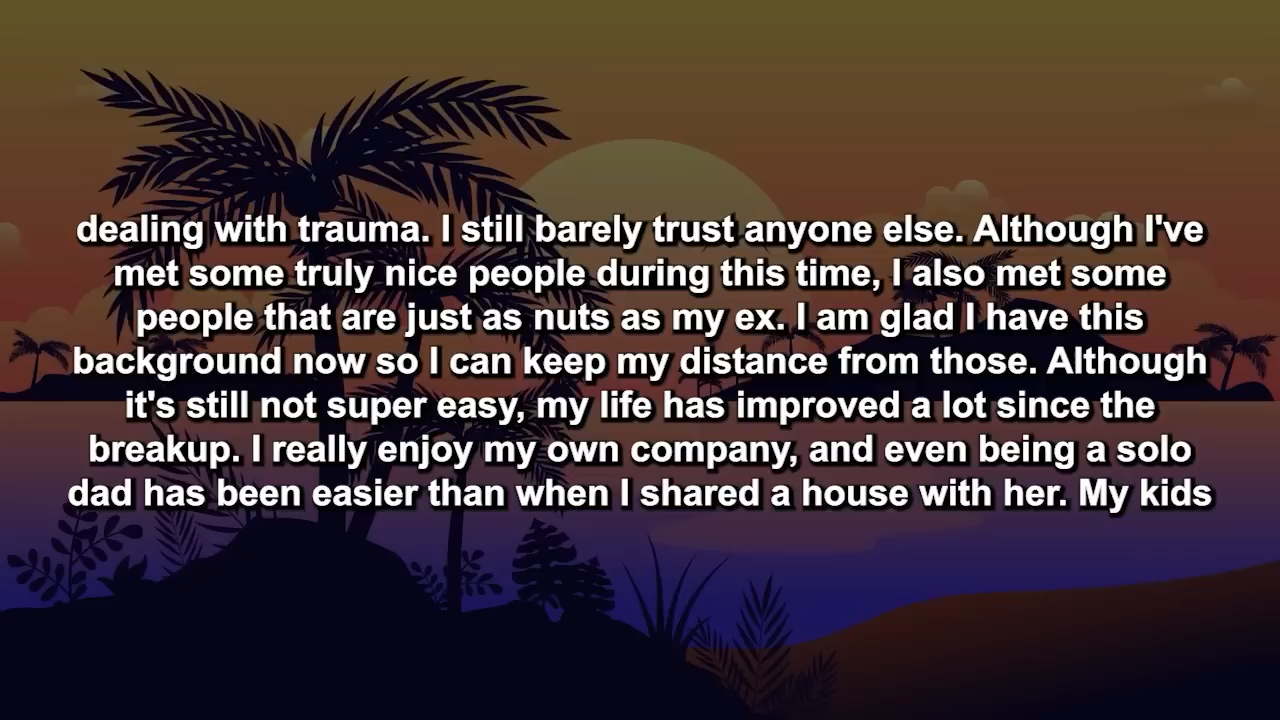 dealing with trauma. I still barely trust anyone else. Although I've
met some truly nice people during this time, I also met some
people that are just as nuts as my ex. I am glad I have this
background now so I can keep my distance from those. Although
it's still not super easy, my life has improved a lot since the
breakup. I really enjoy my own company, and even being a solo
dad has been easier than when I shared a house with her. My kids